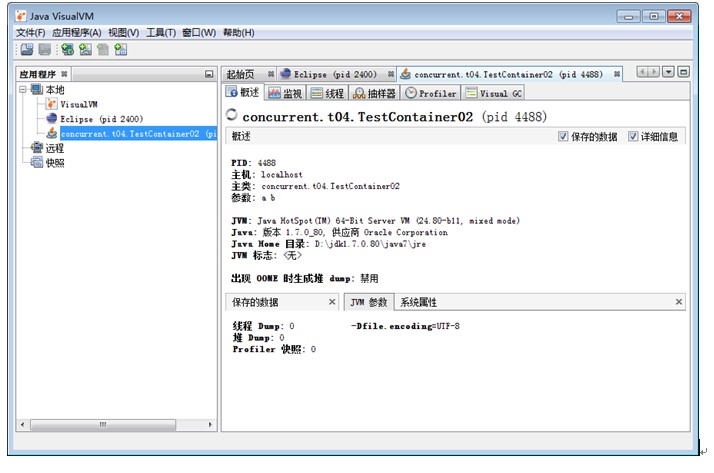 Java VisualVM
文件(F) 应用程序(A) 视图(V) 工具(T) 窗口(W) 帮助(H)
应用程序
本地
VisualVM
Eclipse (pid 2400)
concurrent.t04.TestContainer02 (pi
远程
快照
起始页 Eclipse (pid 2400) concurrent.t04.TestContainer02 (pid 4488)
概述 监视 线程 抽样器 Profiler Visual GC
concurrent.t04.TestContainer02 (pid 4488)
概述 保存的数据 详细信息
PID: 4488
主机: localhost
主类: concurrent.t04.TestContainer02
参数: a b
JVM: Java HotSpot(TM) 64-Bit Server VM (24.80-b11, mixed mode)
Java: 版本 1.7.0_80, 供应商 Oracle Corporation
Java Home 目录: D:\jdk1.7.0.80\java7\jre
JVM 标志: <无>
出现 OOME 时生成堆 dump: 禁用
保存的数据 JVM 参数 系统属性
线程 Dump: 0
堆 Dump: 0
Profiler 快照: 0
-Dfile.encoding=UTF-8